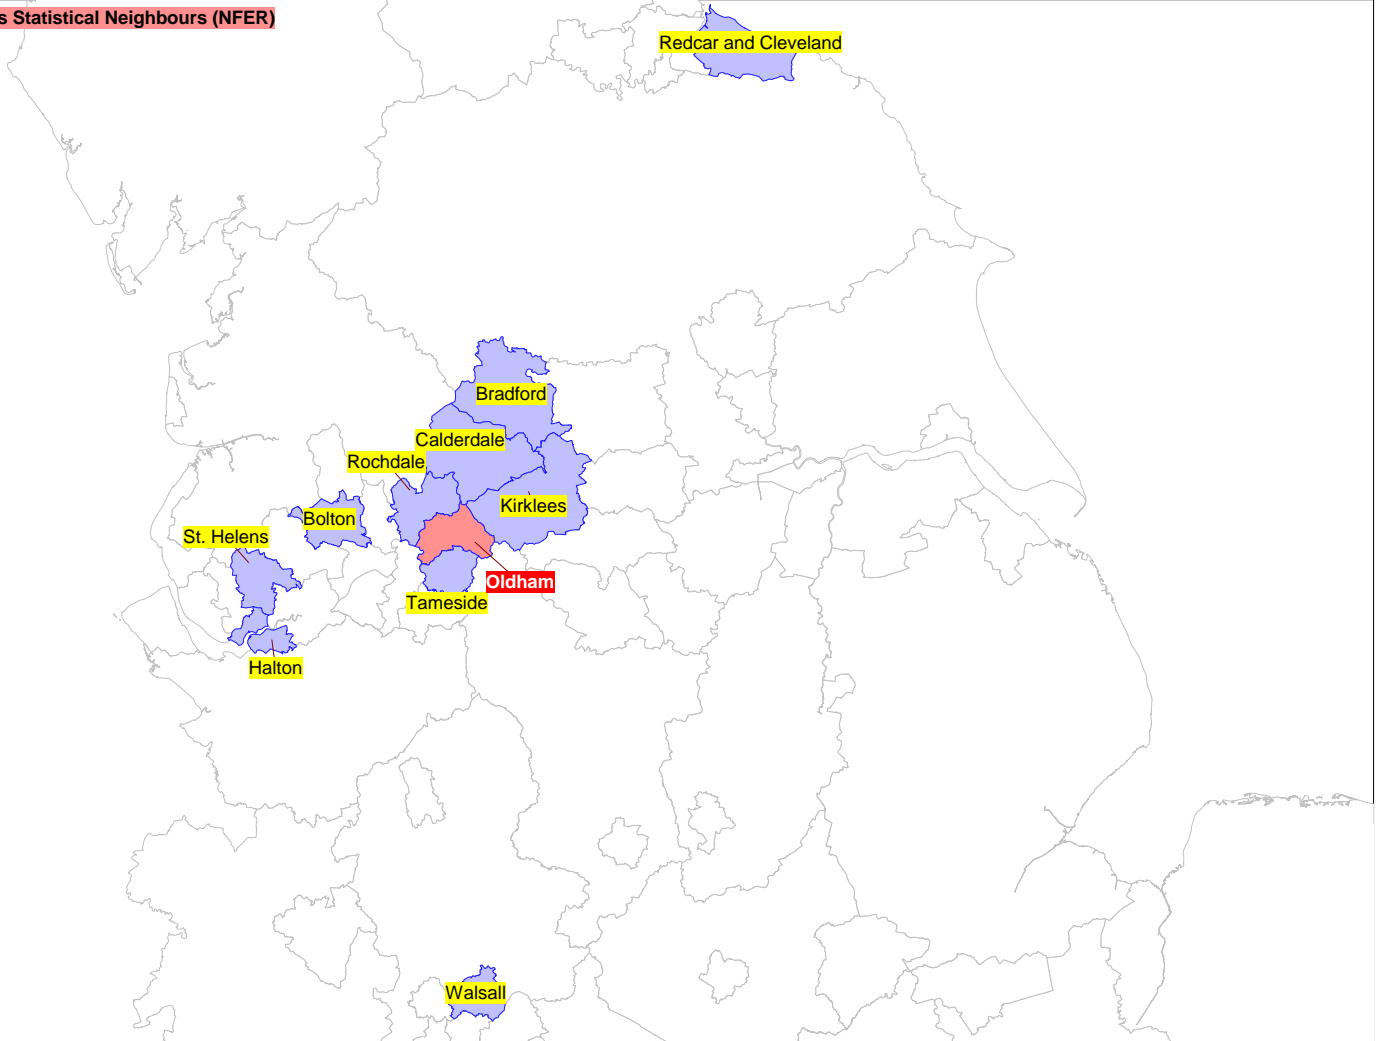 s Statistical Neighbours (NFER)
Redcar and Cleveland
Bradford
Calderdale
Rochdale
Kirklees
Bolton
St. Helens
Oldham
Tameside
Halton
Walsall